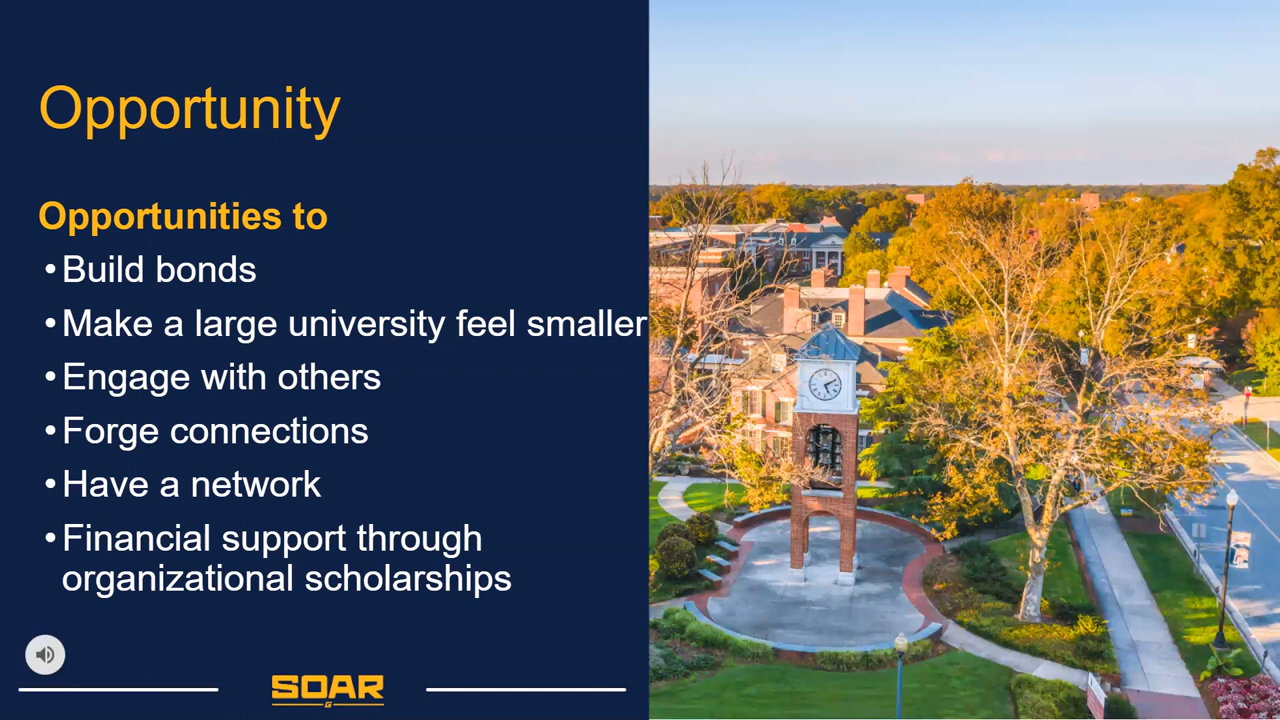 Opportunity
Opportunities to
•Build bonds
•Make a large university feel smaller
•Engage with others
•Forge connections
•Have a network
•Financial support through
organizational scholarships
SOAR
G